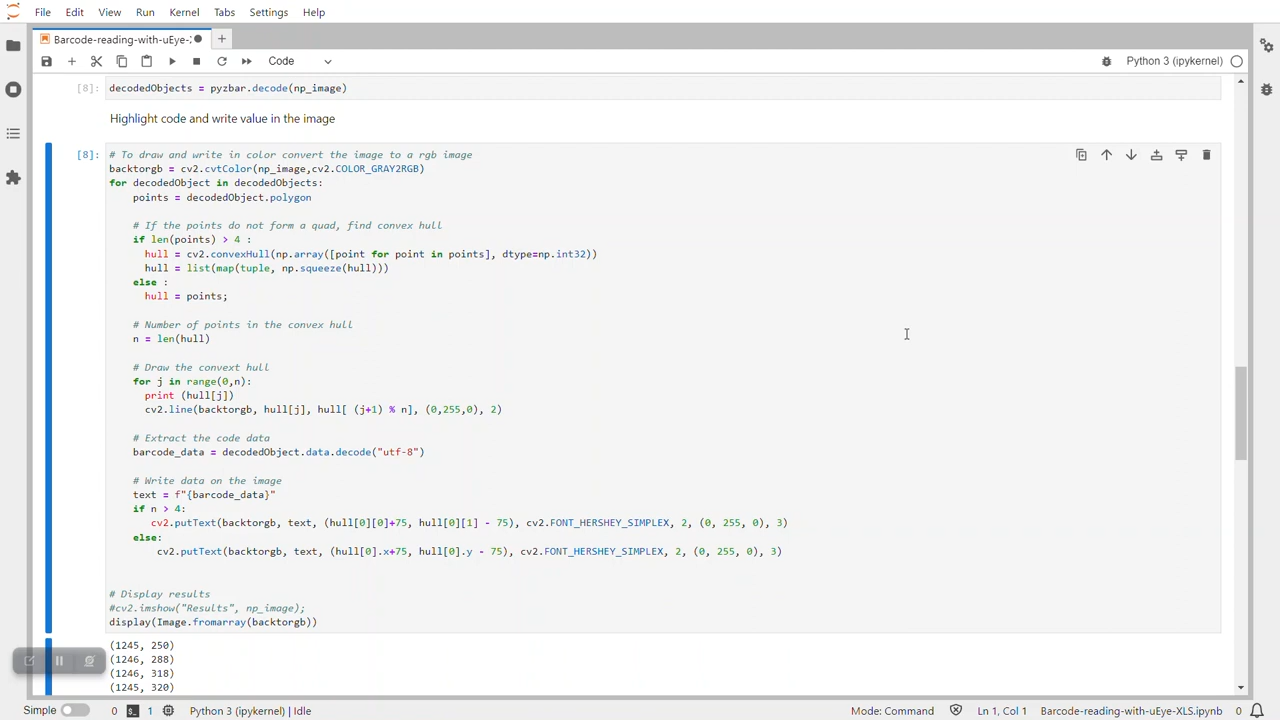 File Edit View Run Kernel Tabs Settings Help
Barcode-reading-with-uEye-
+
Code
Python 3 (ipykernel)
[8]: decodedObjects = pyzbar.decode(np_image)
Highlight code and write value in the image
[8]: # To draw and write in color convert the image to a rgb image
backtorgb = cv2.cvtColor(np_image,cv2.COLOR_GRAY2RGB)
for decodedObject in decodedObjects:
    points = decodedObject.polygon
    # If the points do not form a quad, find convex hull
    if len(points) > 4 :
      hull = cv2.convexHull(np.array([point for point in points], dtype=np.int32))
      hull = list(map(tuple, np.squeeze(hull)))
    else :
      hull = points;
    # Number of points in the convex hull
    n = len(hull)
    # Draw the convext hull
    for j in range(0,n):
      print (hull[j])
      cv2.line(backtorgb, hull[j], hull[ (j+1) % n], (0,255,0), 2)
    # Extract the code data
    barcode_data = decodedObject.data.decode("utf-8")
    # Write data on the image
    text = f"{barcode_data}"
    if n > 4:
       cv2.putText(backtorgb, text, (hull[0][0]+75, hull[0][1] - 75), cv2.FONT_HERSHEY_SIMPLEX, 2, (0, 255, 0), 3)
    else:
        cv2.putText(backtorgb, text, (hull[0].x+75, hull[0].y - 75), cv2.FONT_HERSHEY_SIMPLEX, 2, (0, 255, 0), 3)
# Display results
#cv2.imshow("Results", np_image);
display(Image.fromarray(backtorgb))
(1245, 250)
(1246, 288)
(1246, 318)
(1245, 320)
Simple 0 1 Python 3 (ipykernel) | Idle Mode: Command Ln 1, Col 1 Barcode-reading-with-uEye-XLS.ipynb 0